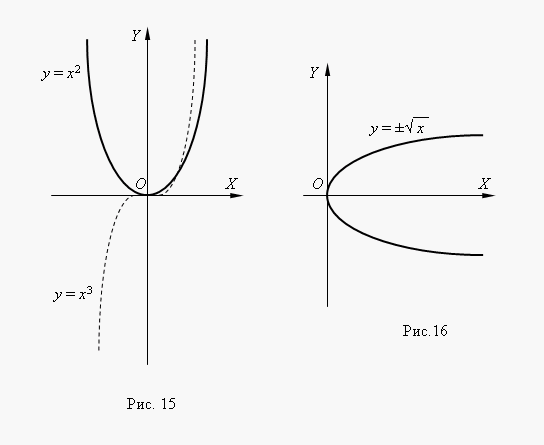 Y
y = x²
O
X
y = x³
Рис. 15
Y
y = ±√x
O
X
Рис.16